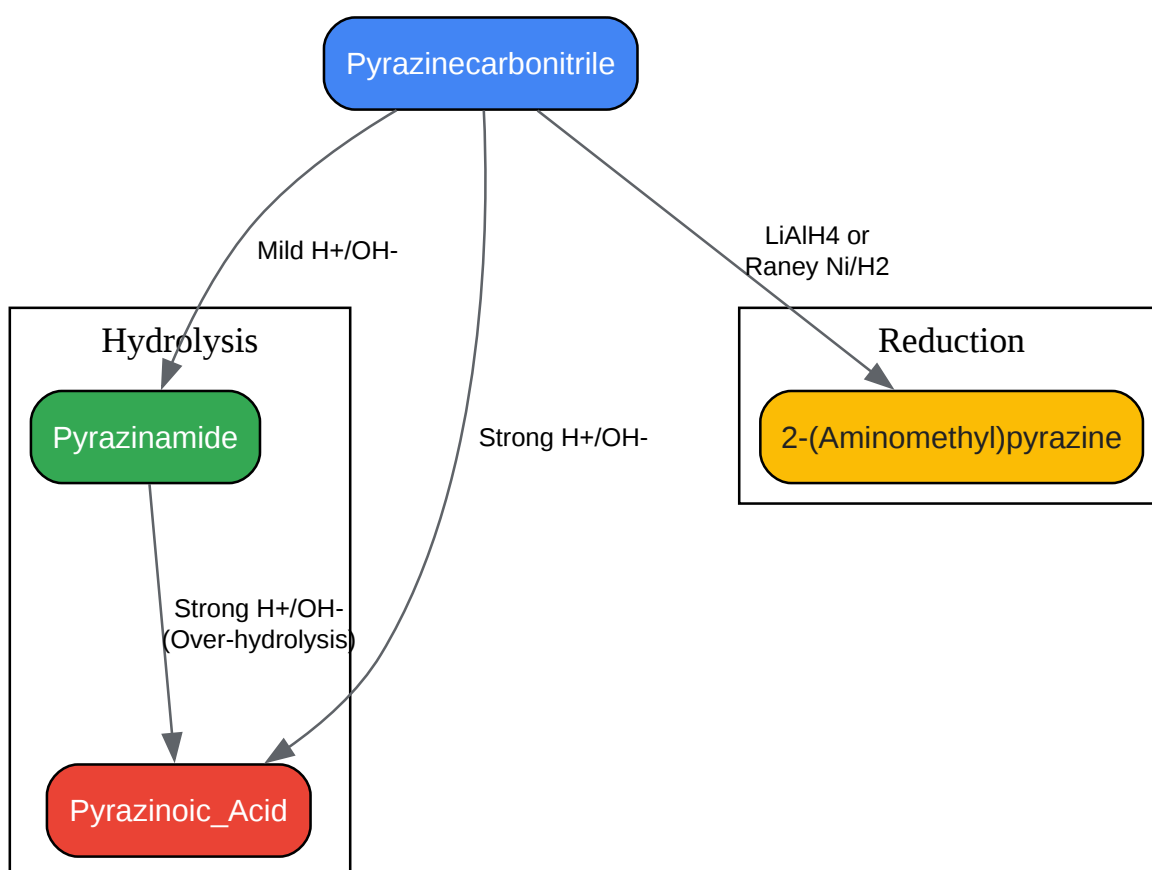 Pyrazinecarbonitrile
LiAlH4 or
Raney Ni/H2
Mild H+/OH-
Hydrolysis
Reduction
Pyrazinamide
Strong H+/OH-
2-(Aminomethyl)pyrazine
Strong H+/OH-
(Over-hydrolysis)
Pyrazinoic_Acid